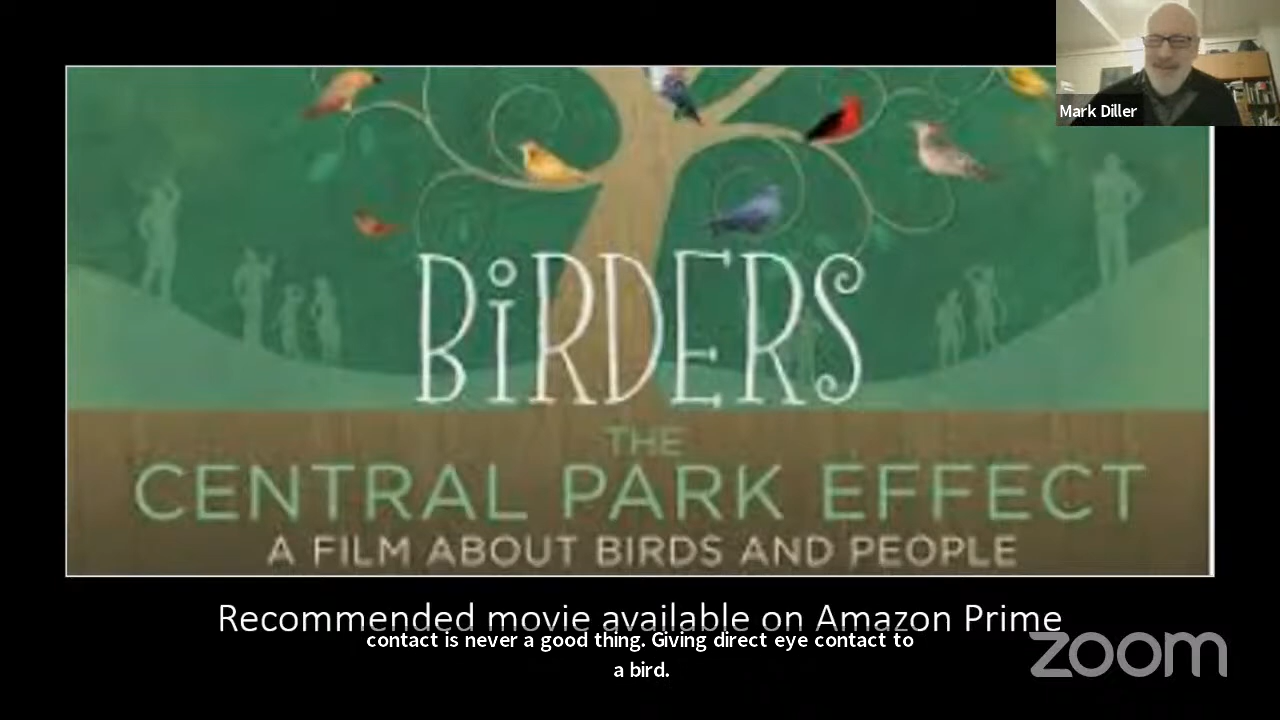 Mark Diller
BiRDERS
THE
CENTRAL PARK EFFECT
A FILM ABOUT BIRDS AND PEOPLE
Recommended movie available on Amazon Prime
contact is never a good thing. Giving direct eye contact to
a bird.
zoom